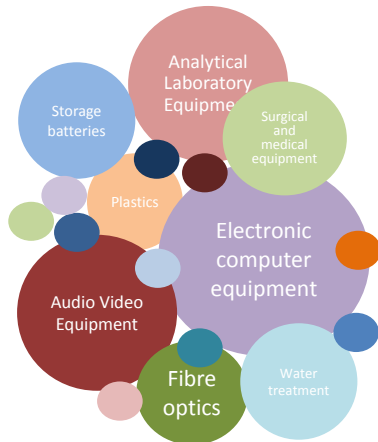 Analytical
Laboratory
Equipme
Storage
batteries
Surgical
and
medical
equipment
Plastics
Electronic
computer
equipment
Audio Video
Equipment
Fibre
optics
Water
treatment